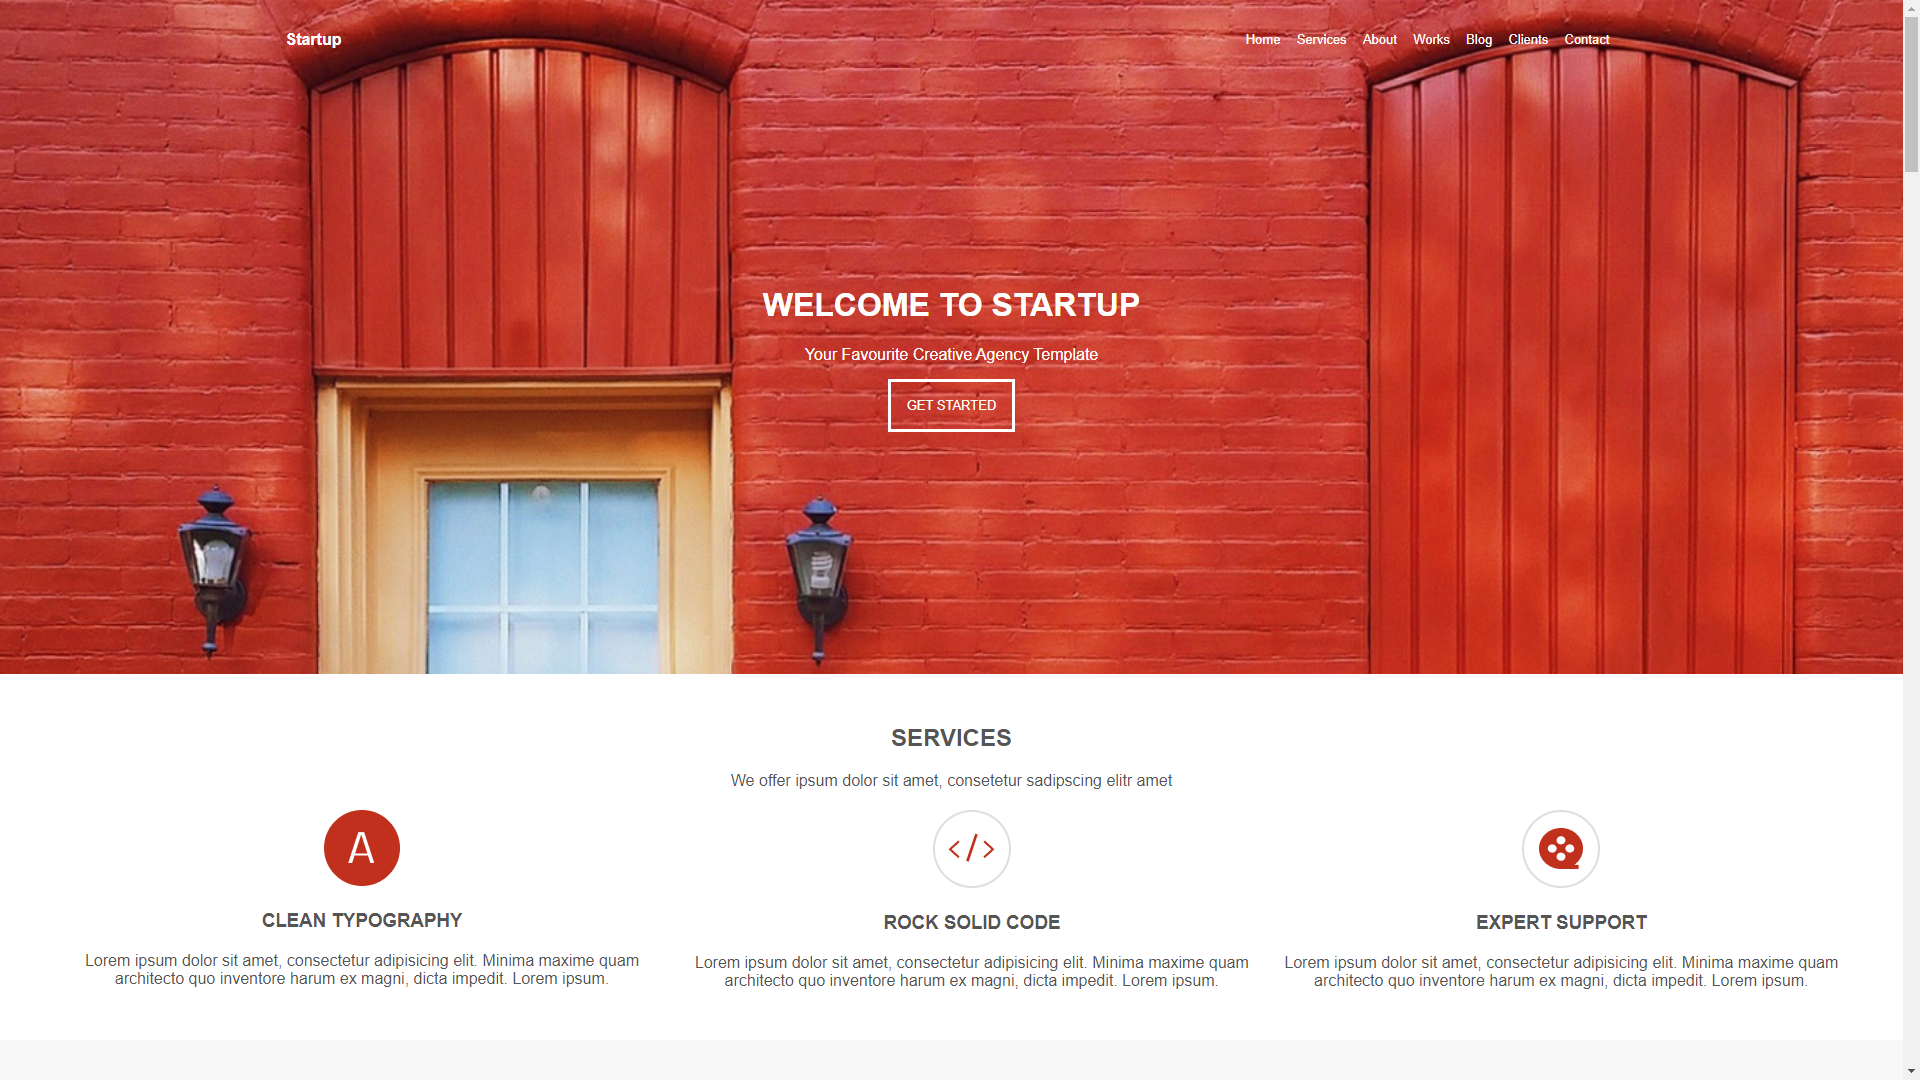 Startup
Home Services About Works Blog Clients Contact
WELCOME TO STARTUP
Your Favourite Creative Agency Template
GET STARTED
SERVICES
We offer ipsum dolor sit amet, consetetur sadipscing elitr amet
A
CLEAN TYPOGRAPHY
Lorem ipsum dolor sit amet, consectetur adipisicing elit. Minima maxime quam
architecto quo inventore harum ex magni, dicta impedit. Lorem ipsum.
</>
ROCK SOLID CODE
Lorem ipsum dolor sit amet, consectetur adipisicing elit. Minima maxime quam
architecto quo inventore harum ex magni, dicta impedit. Lorem ipsum.
EXPERT SUPPORT
Lorem ipsum dolor sit amet, consectetur adipisicing elit. Minima maxime quam
architecto quo inventore harum ex magni, dicta impedit. Lorem ipsum.